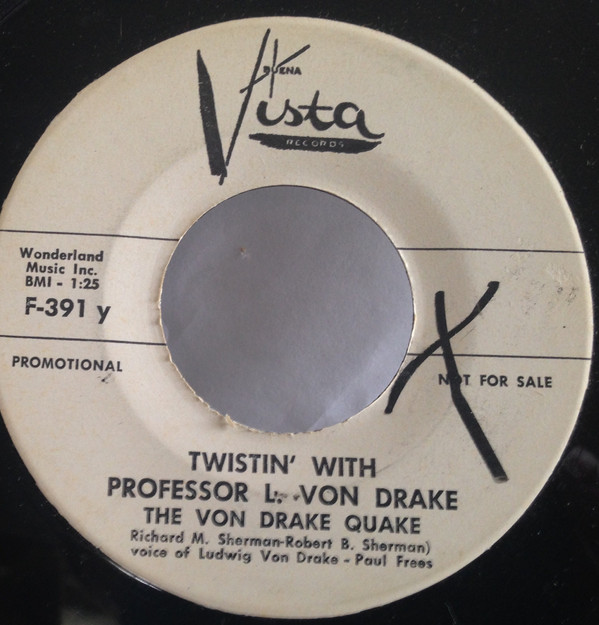 BUENA
Vista
RECORDS
Wonderland
Music Inc.
BMI - 1:25
F-391 y
PROMOTIONAL
NOT FOR SALE
TWISTIN' WITH
PROFESSOR L. VON DRAKE
THE VON DRAKE QUAKE
Richard M. Sherman-Robert B. Sherman)
voice of Ludwig Von Drake - Paul Frees
X